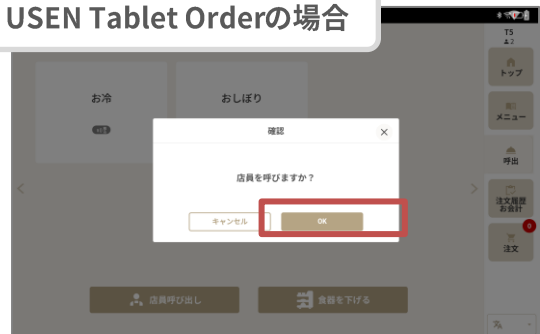 USEN Tablet Orderの場合
T5
2
トップ
お冷
おしぼり
メニュー
確認
×
呼出
店員を呼びますか？
注文履歴
お会計
キャンセル
OK
0
注文
店員呼び出し
食器を下げる